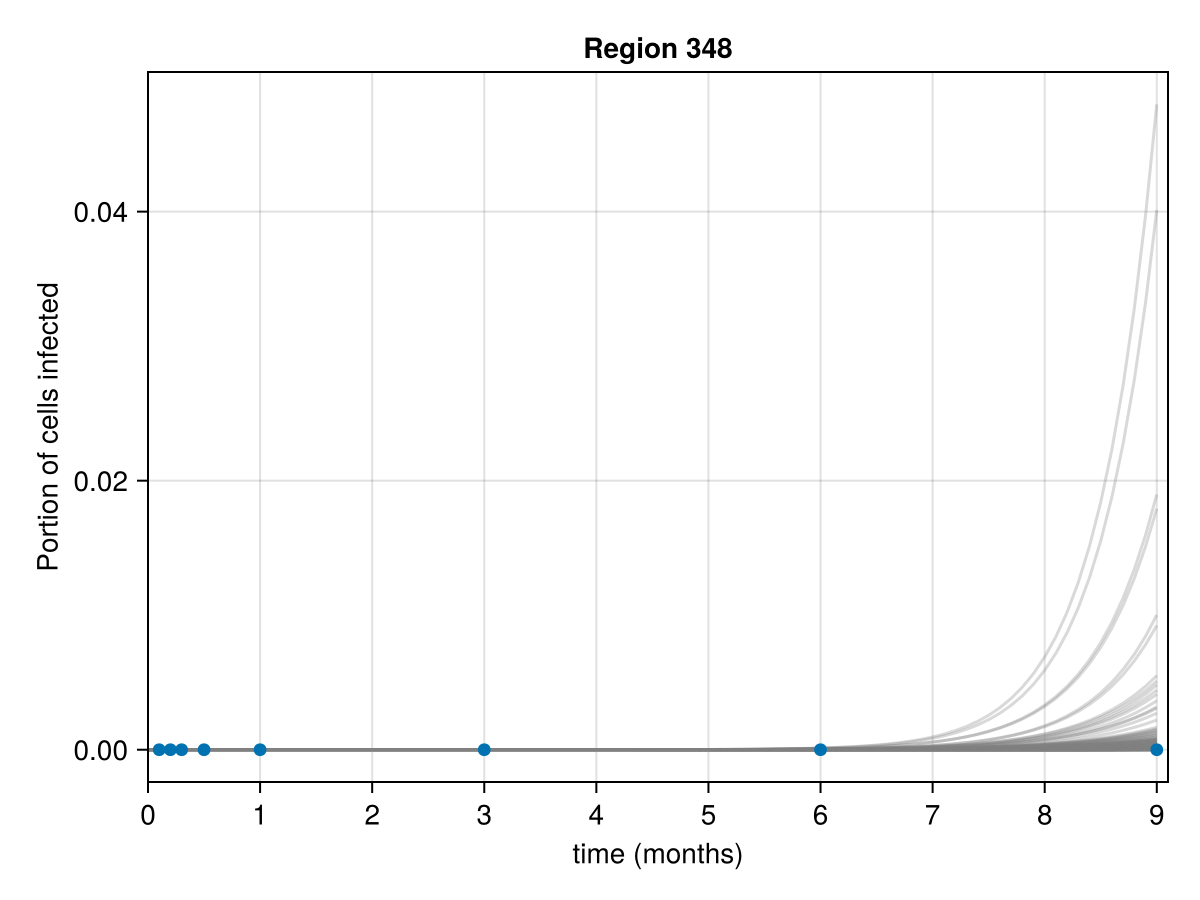 Region 348
Portion of cells infected
0.04
0.02
0.00
0 1 2 3 4 5 6 7 8 9
time (months)